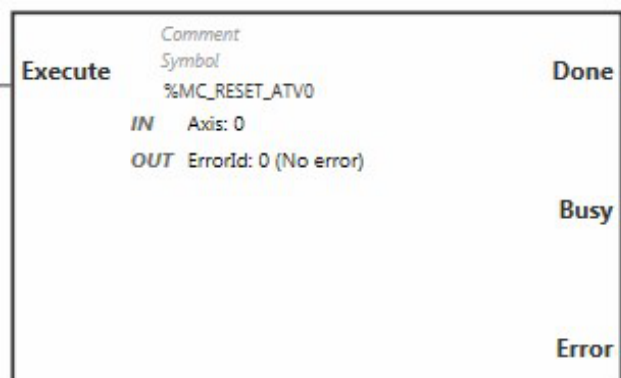 Comment
Execute Symbol Done
%MC_RESET_ATV0
IN Axis: 0
OUT ErrorId: 0 (No error)
Busy
Error